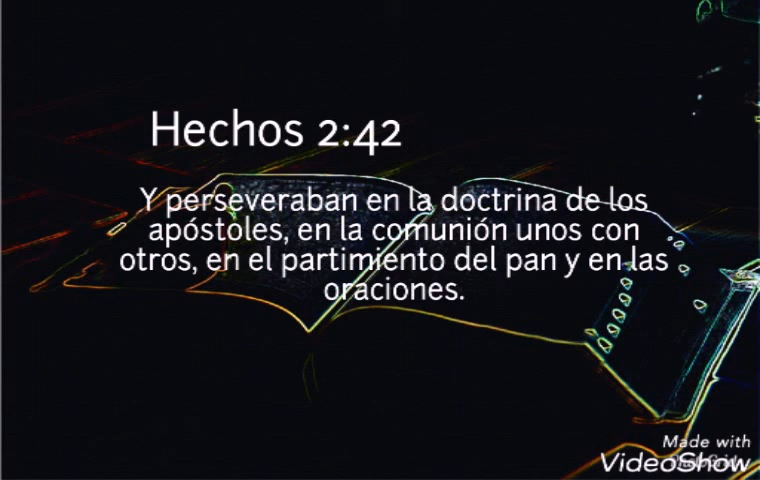 Hechos 2:42
Y perseveraban en la doctrina de los
apóstoles, en la comunión unos con
otros, en el partimiento del pan y en las
oraciones.
Made with
VideoShow